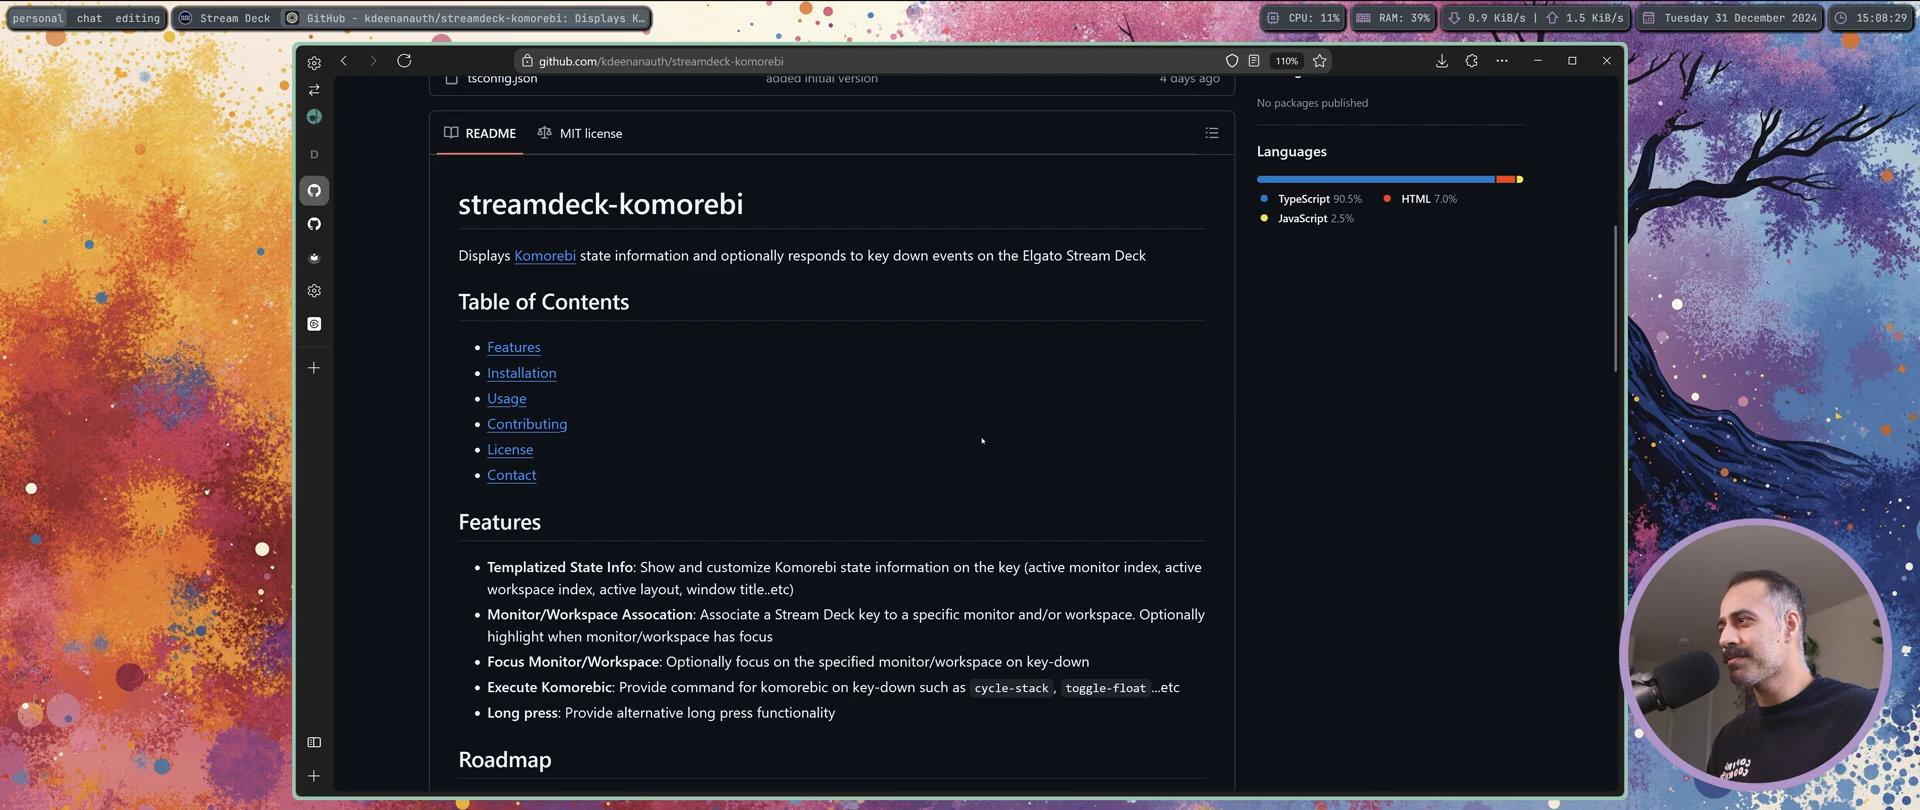 personal chat editing
Stream Deck
GitHub - kdeenanauth/streamdeck-komorebi: Displays K…
CPU: 11%
RAM: 39%
0.9 KiB/s | 1.5 KiB/s
Tuesday 31 December 2024
15:08:29
github.com/kdeenanauth/streamdeck-komorebi
110%
D
tsconfig.json added initial version 4 days ago
No packages published
README MIT license
Languages
TypeScript 90.5% HTML 7.0%
JavaScript 2.5%
streamdeck-komorebi
Displays Komorebi state information and optionally responds to key down events on the Elgato Stream Deck
Table of Contents
• Features
• Installation
• Usage
• Contributing
• License
• Contact
Features
• Templatized State Info: Show and customize Komorebi state information on the key (active monitor index, active
workspace index, active layout, window title..etc)
• Monitor/Workspace Assocation: Associate a Stream Deck key to a specific monitor and/or workspace. Optionally
highlight when monitor/workspace has focus
• Focus Monitor/Workspace: Optionally focus on the specified monitor/workspace on key-down
• Execute Komorebic: Provide command for komorebic on key-down such as cycle-stack, toggle-float...etc
• Long press: Provide alternative long press functionality
Roadmap